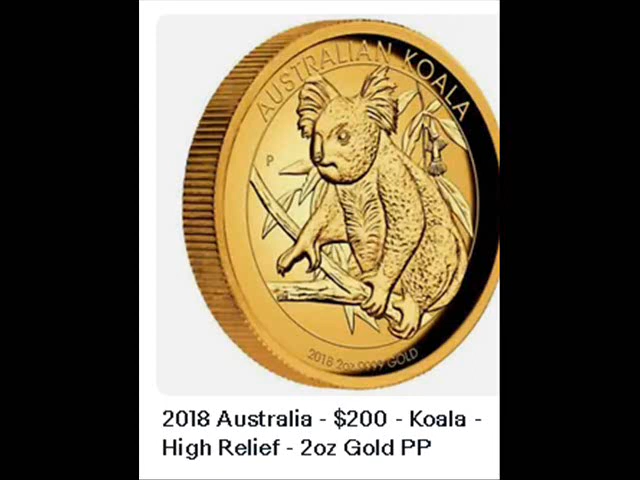 AUSTRALIAN KOALA
P
2018 2oz 9999 GOLD
2018 Australia - $200 - Koala -
High Relief - 2oz Gold PP